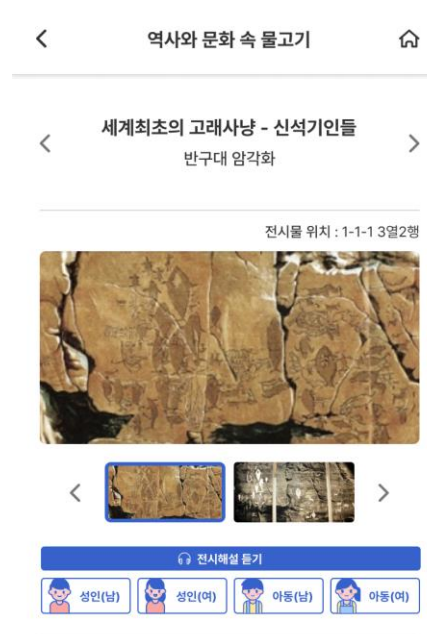 역사와 문화 속 물고기
세계최초의 고래사냥 - 신석기인들
반구대 암각화
전시물 위치 : 1-1-1 3열2행
전시해설 듣기
성인(남) 성인(여) 아동(남) 아동(여)